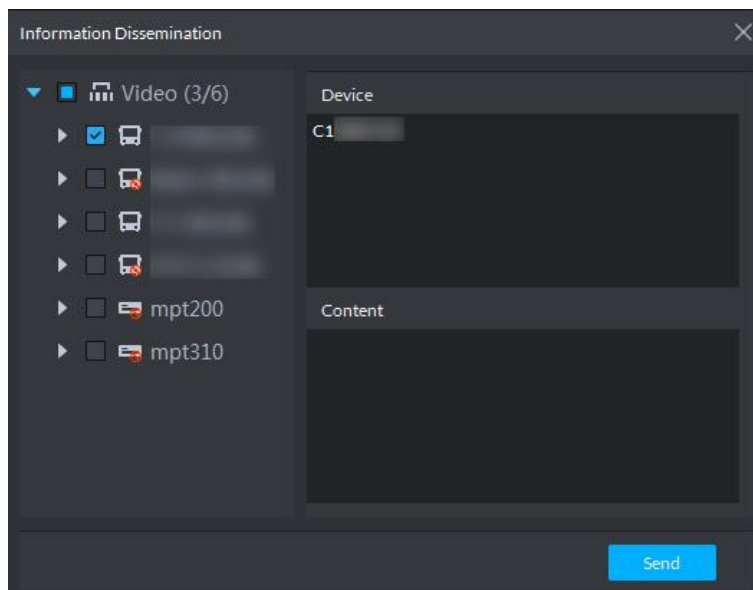 Information Dissemination
Video (3/6)
mpt200
mpt310
Device
C1
Content
Send